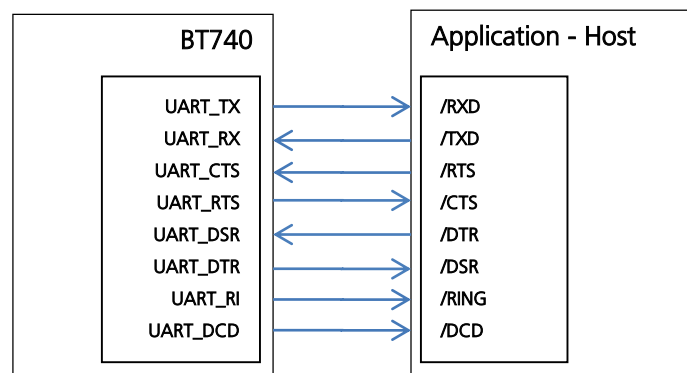 BT740 Application - Host
UART_TX /RXD
UART_RX /TXD
UART_CTS /RTS
UART_RTS /CTS
UART_DSR /DTR
UART_DTR /DSR
UART_RI /RING
UART_DCD /DCD